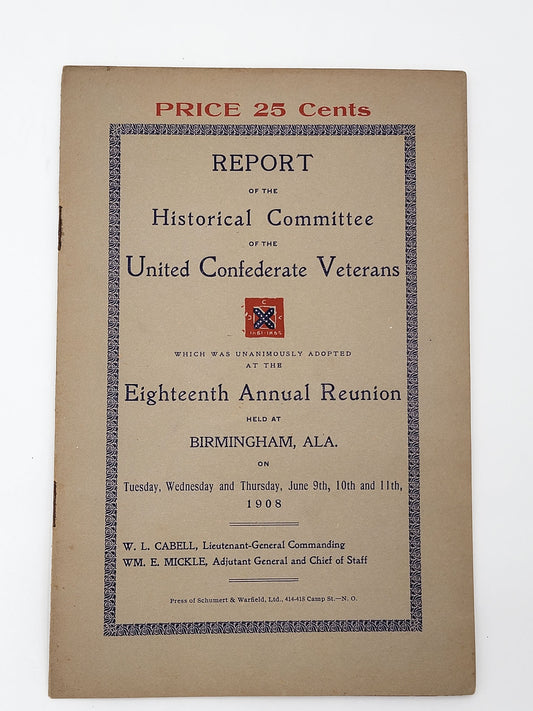 PRICE 25 Cents
REPORT
OF THE
Historical Committee
OF THE
United Confederate Veterans
U C V
1861-1865
WHICH WAS UNANIMOUSLY ADOPTED
AT THE
Eighteenth Annual Reunion
HELD AT
BIRMINGHAM, ALA.
ON
Tuesday, Wednesday and Thursday, June 9th, 10th and 11th,
1908
W. L. CABELL, Lieutenant-General Commanding
WM. E. MICKLE, Adjutant General and Chief of Staff
Press of Schumert & Warfield, Ltd., 414-418 Camp St.—N. O.